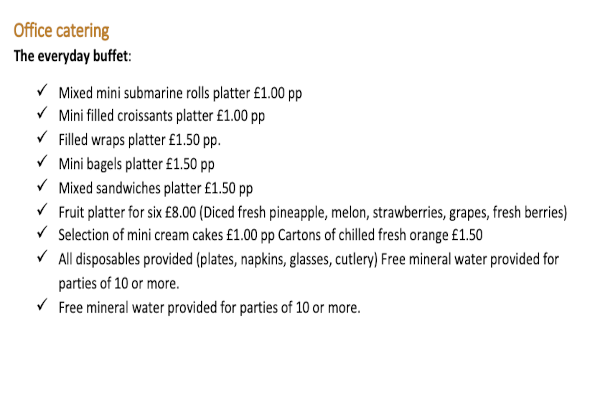 Office catering
The everyday buffet:
✓ Mixed mini submarine rolls platter £1.00 pp
✓ Mini filled croissants platter £1.00 pp
✓ Filled wraps platter £1.50 pp.
✓ Mini bagels platter £1.50 pp
✓ Mixed sandwiches platter £1.50 pp
✓ Fruit platter for six £8.00 (Diced fresh pineapple, melon, strawberries, grapes, fresh berries)
✓ Selection of mini cream cakes £1.00 pp Cartons of chilled fresh orange £1.50
✓ All disposables provided (plates, napkins, glasses, cutlery) Free mineral water provided for
parties of 10 or more.
✓ Free mineral water provided for parties of 10 or more.